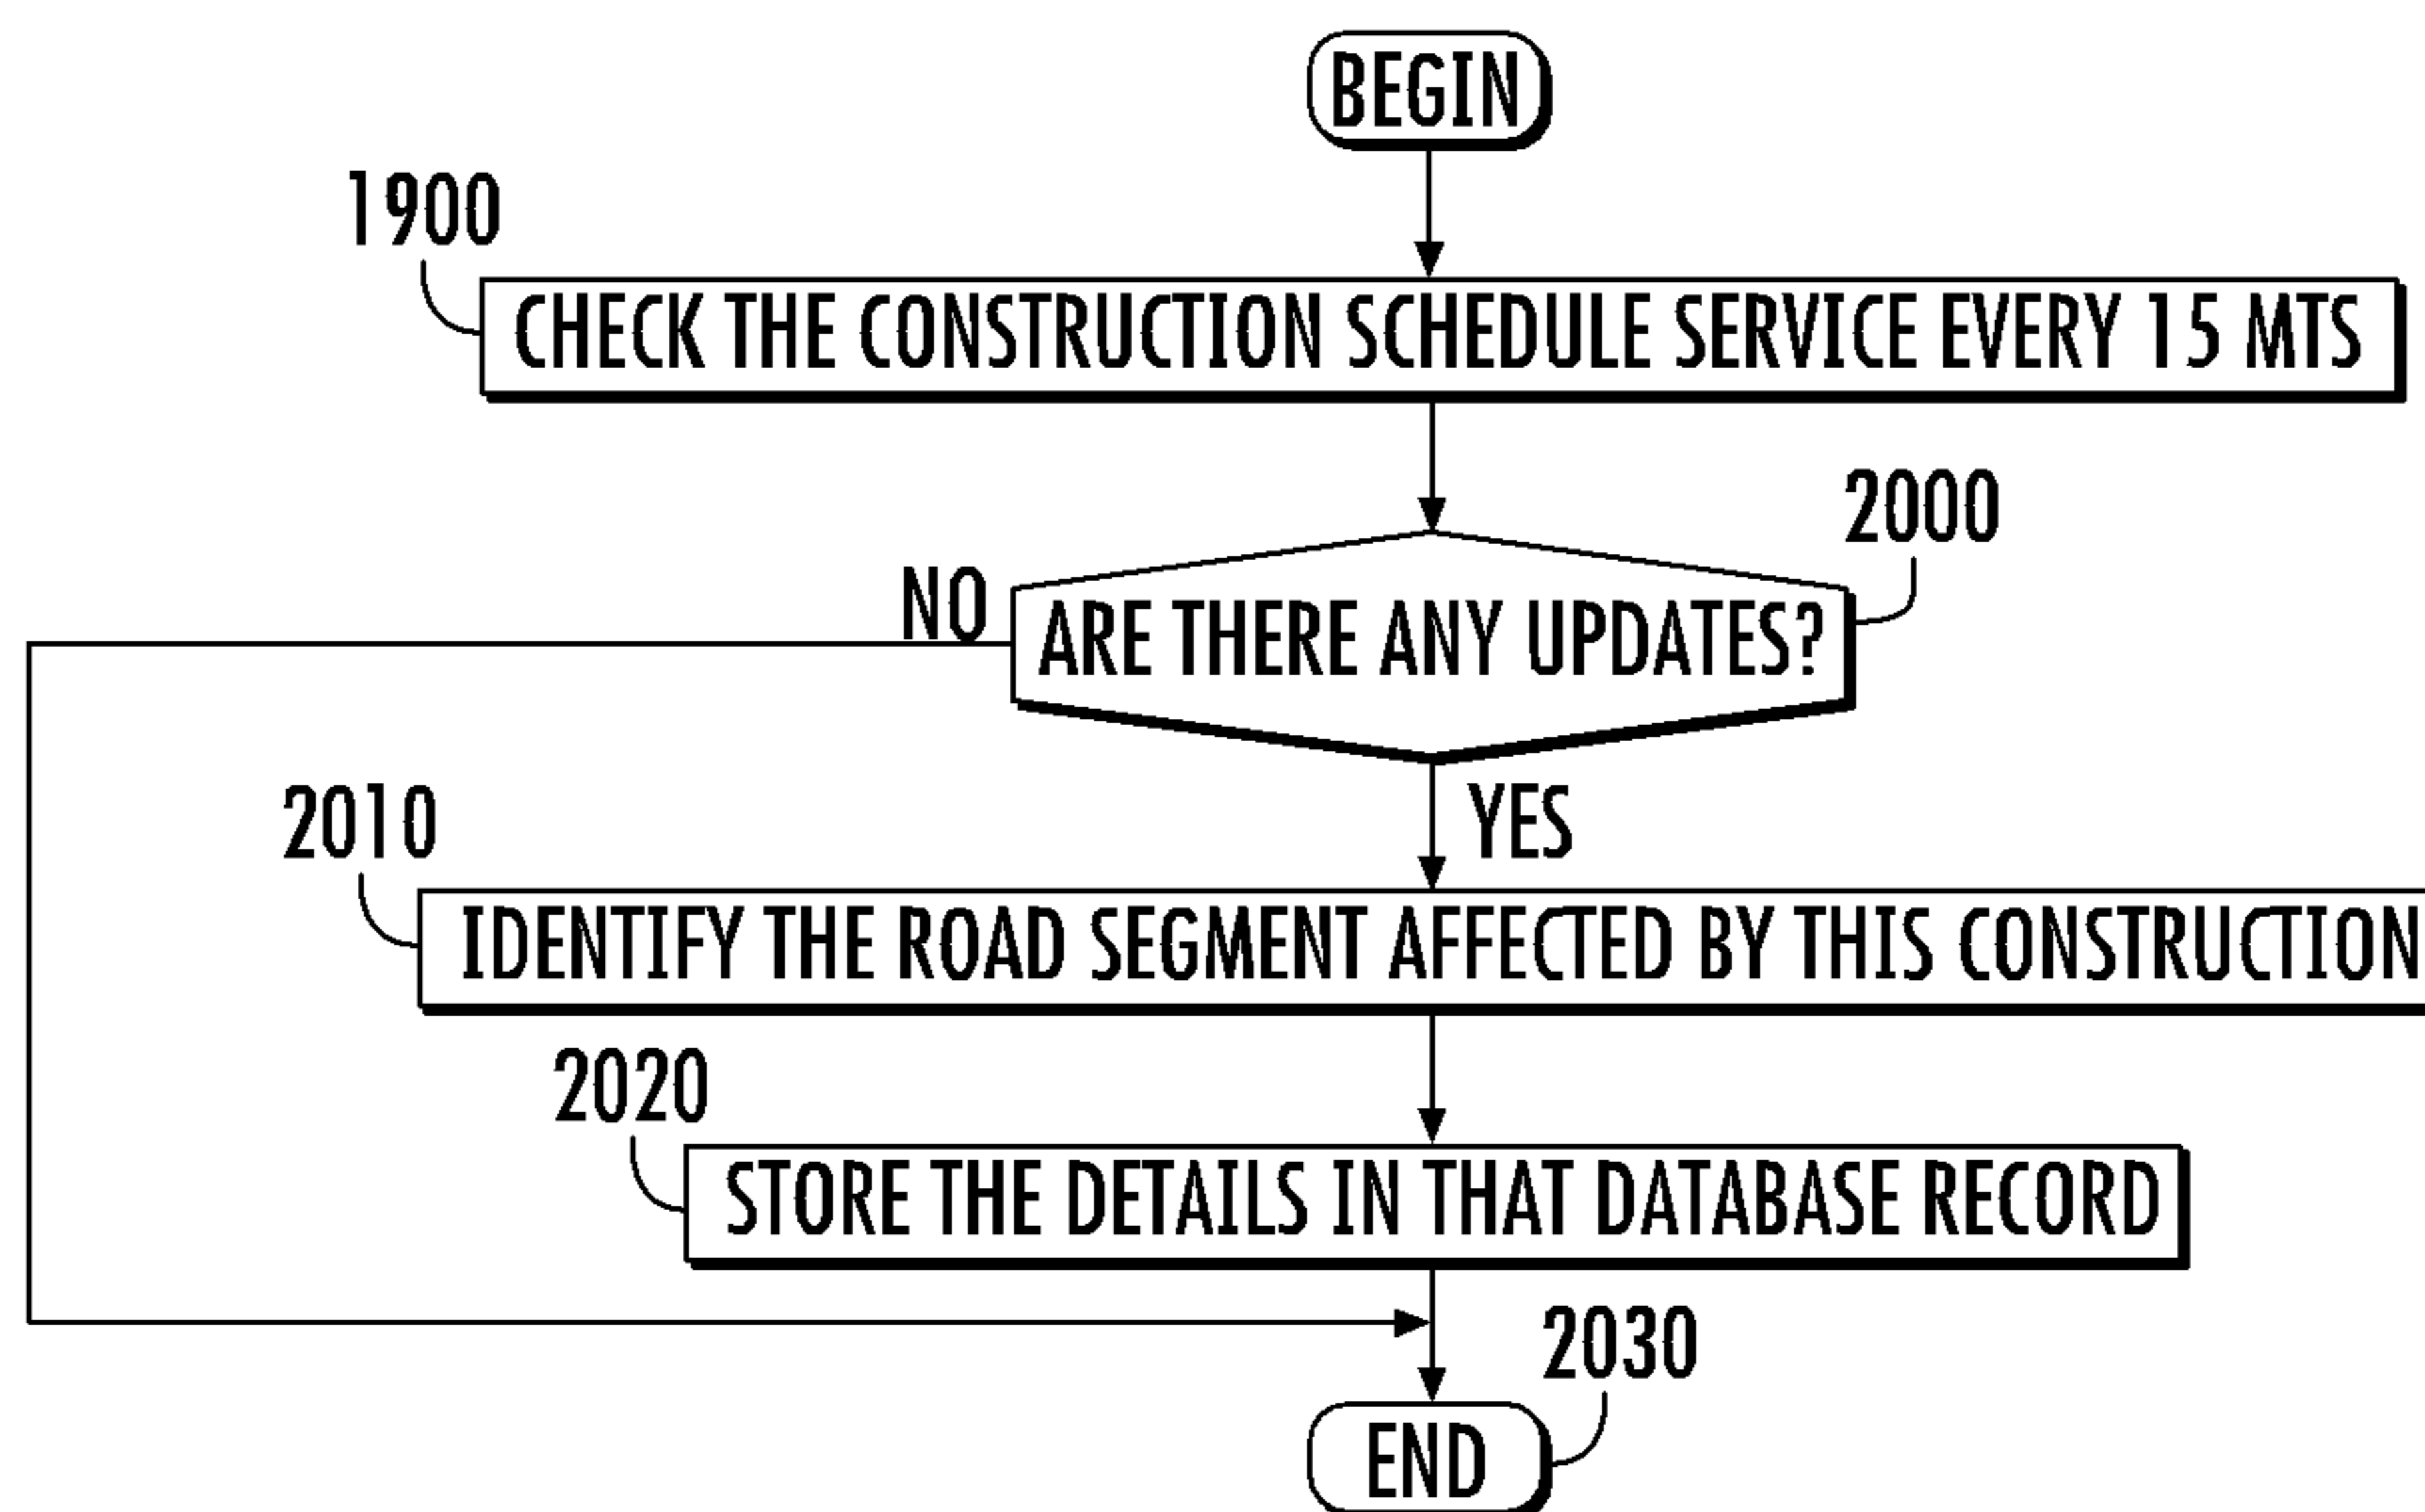 BEGIN
1900
CHECK THE CONSTRUCTION SCHEDULE SERVICE EVERY 15 MTS
2000
NO
ARE THERE ANY UPDATES?
YES
2010
IDENTIFY THE ROAD SEGMENT AFFECTED BY THIS CONSTRUCTION
2020
STORE THE DETAILS IN THAT DATABASE RECORD
2030
END